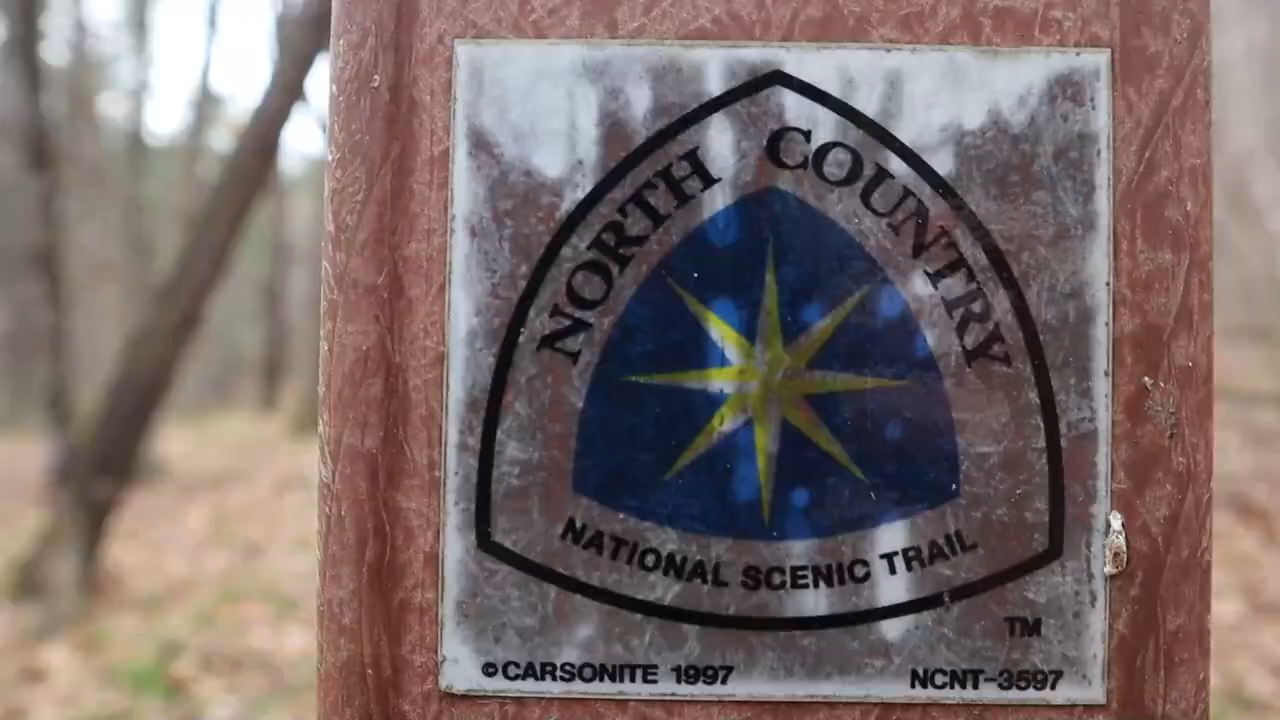 NORTH COUNTRY
NATIONAL SCENIC TRAIL
TM
©CARSONITE 1997
NCNT-3597